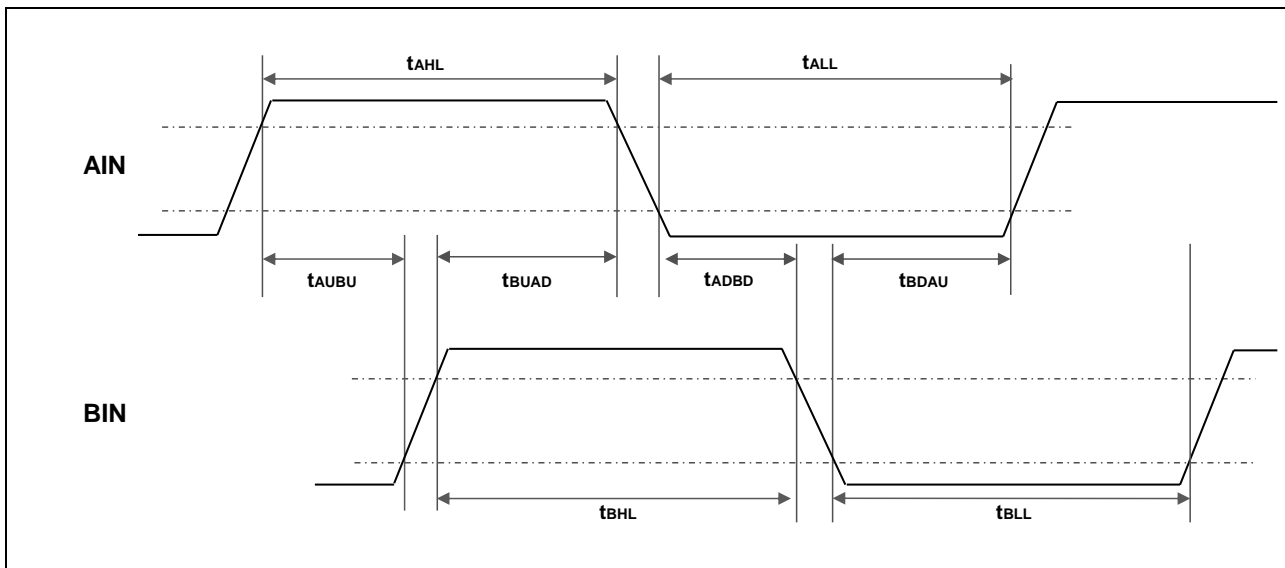 tAHL tALL
AIN
tAUBU tBUAD tADBD tBDAU
BIN
tBHL tBLL